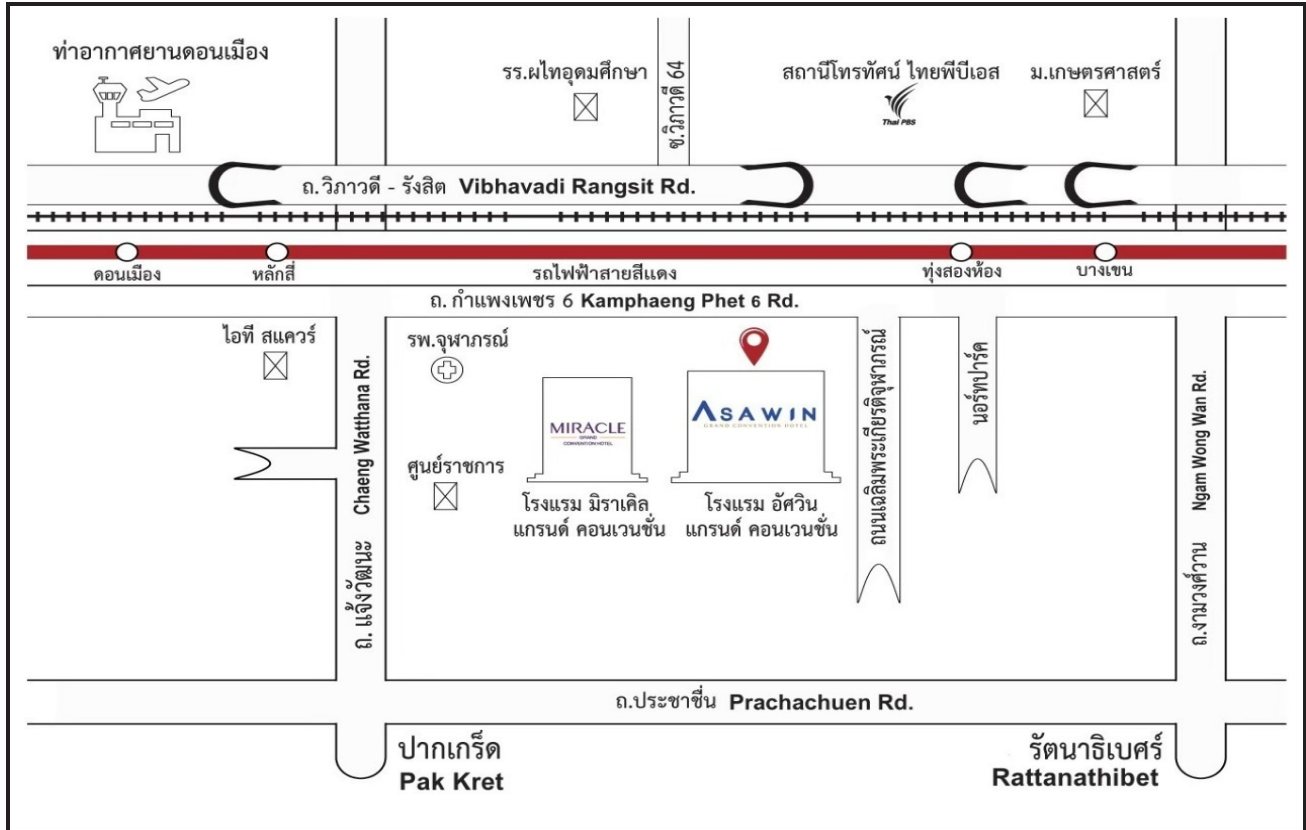 ท่าอากาศยานดอนเมือง
รร.ผไทอุดมศึกษา
ซ.วิภาวดี 64
สถานีโทรทัศน์ ไทยพีบีเอส
Thai PBS
ม.เกษตรศาสตร์
ถ.วิภาวดี - รังสิต Vibhavadi Rangsit Rd.
ดอนเมือง
หลักสี่
รถไฟฟ้าสายสีแดง
ทุ่งสองห้อง
บางเขน
ถ. กำแพงเพชร 6 Kamphaeng Phet 6 Rd.
ไอที สแควร์
ถ. แจ้งวัฒนะ Chaeng Watthana Rd.
รพ.จุฬาภรณ์
ศูนย์ราชการ
MIRACLE
GRAND
CONVENTION HOTEL
โรงแรม มิราเคิล
แกรนด์ คอนเวนชั่น
ASAWIN
GRAND CONVENTION HOTEL
โรงแรม อัศวิน
แกรนด์ คอนเวนชั่น
ถนนเฉลิมพระเกียรติจุฬาภรณ์
นอร์ทปาร์ค
ถ.งามวงศ์วาน Ngam Wong Wan Rd.
ถ.ประชาชื่น Prachachuen Rd.
ปากเกร็ด
Pak Kret
รัตนาธิเบศร์
Rattanathibet